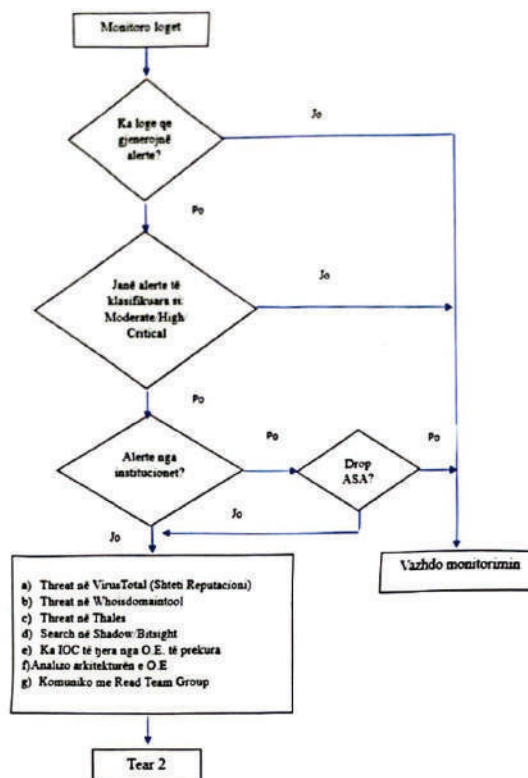 Monitoro loget
Ka loge qe
gjenerojnë
alerte?
Jo
Po
Janë alerte të
klasifikuara si:
Moderate/High/
Critical
Jo
Po
Alerte nga
institucionet?
Po
Drop
ASA?
Po
Jo
Jo
Vazhdo monitorimin
a) Threat në VirusTotal (Shteti Reputacioni)
b) Threat në Whoisdomaintool
c) Threat në Thales
d) Search në Shadow/Bitsight
e) Ka IOC të tjera nga O.E. të prekura
f)Analizo arkitekturën e O.E
g) Komuniko me Read Team Group
Tear 2